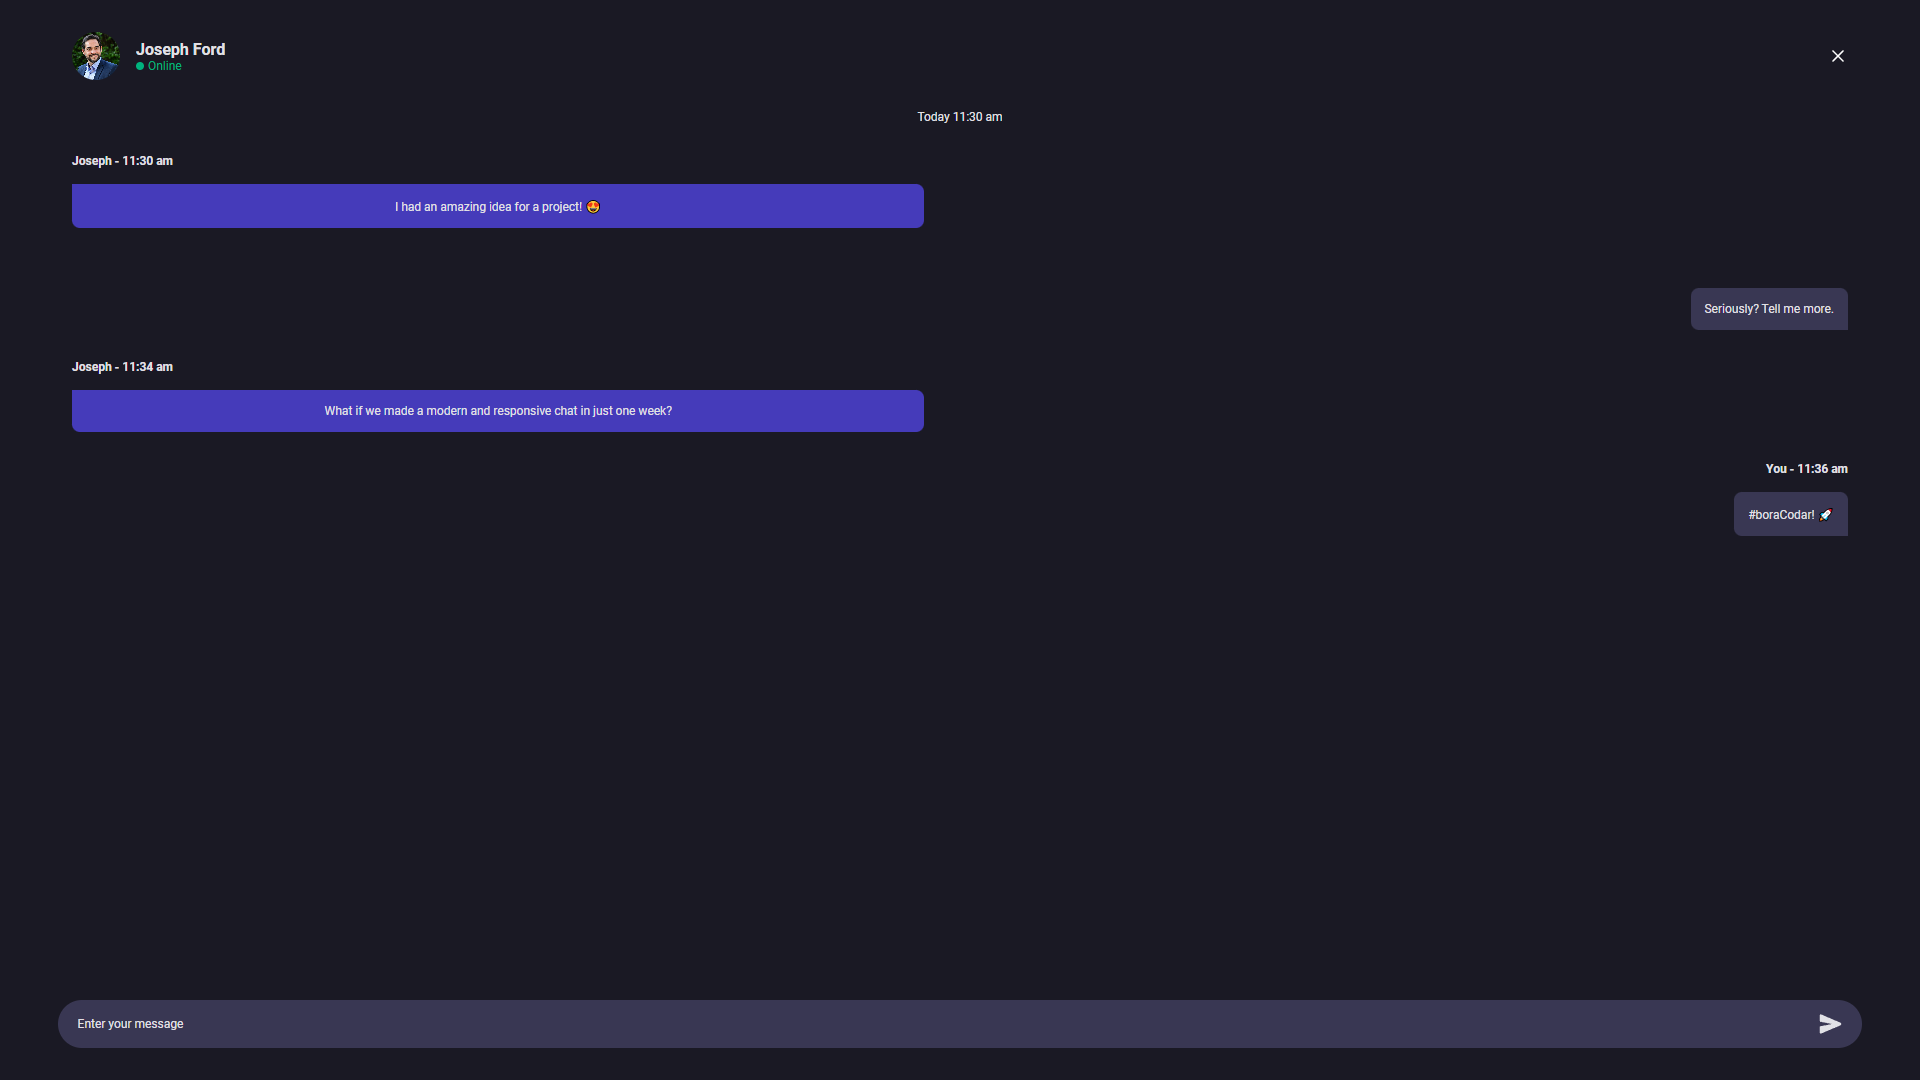 Joseph Ford
Online
Today 11:30 am
Joseph - 11:30 am
I had an amazing idea for a project! 😍
Seriously? Tell me more.
Joseph - 11:34 am
What if we made a modern and responsive chat in just one week?
You - 11:36 am
#boraCodar! 🚀
Enter your message